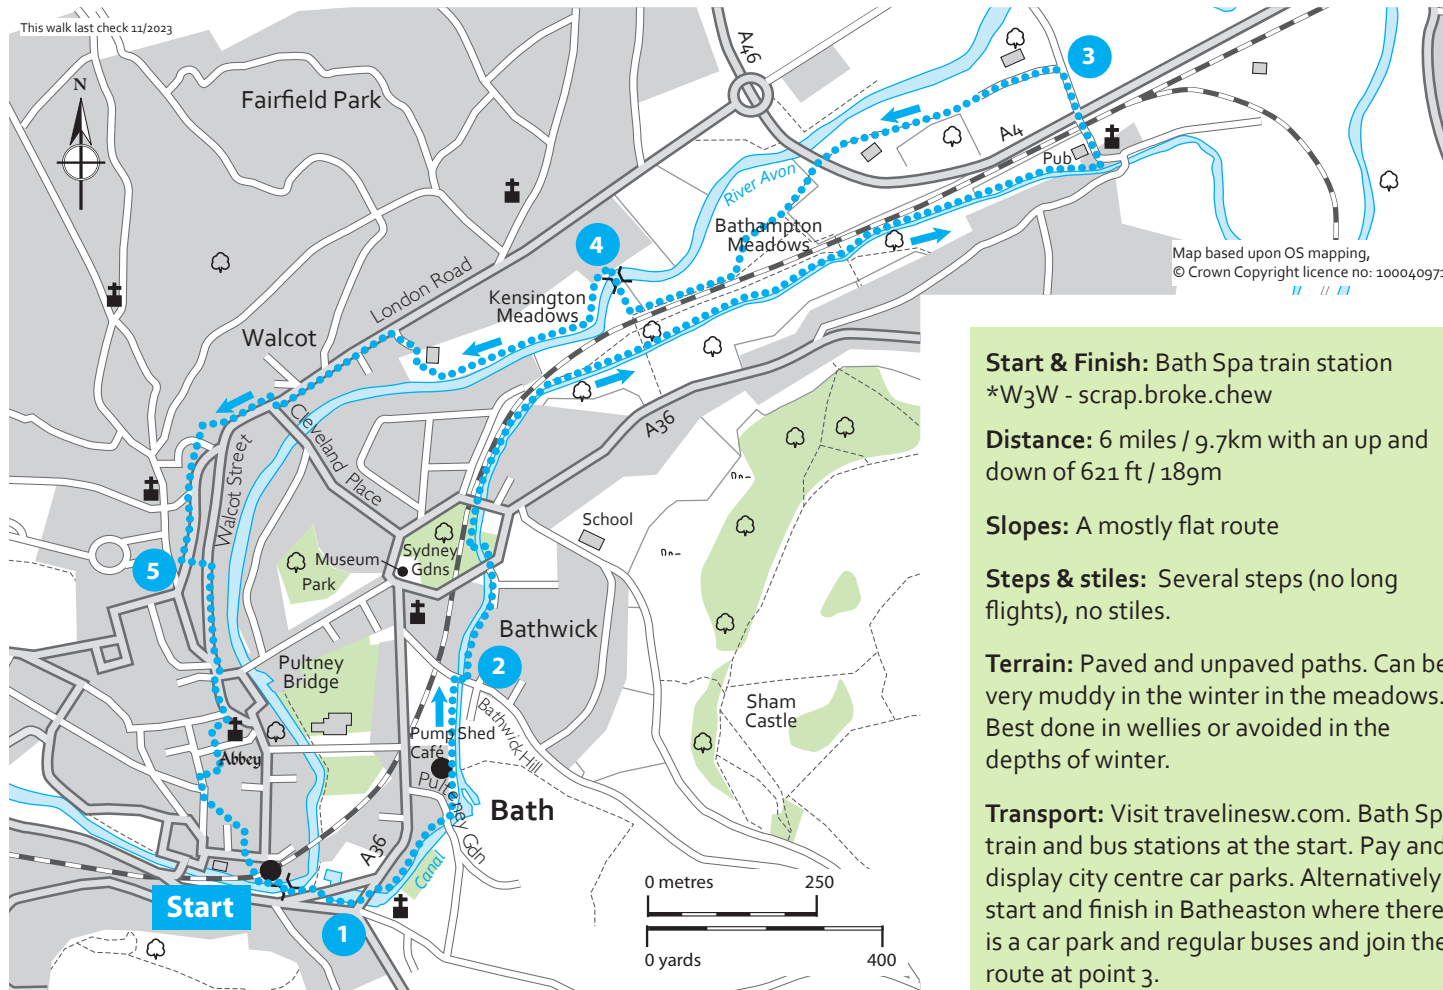 This walk last check 11/2023
N
Fairfield Park
A46
3
A4
Pub
River Avon
Bathampton
Meadows
4
Kensington
Meadows
London Road
Walcot
Map based upon OS mapping,
© Crown Copyright licence no: 100040971
Cleveland Place
Walcot Street
A36
School
Museum
Park
Sydney
Gdns
5
Bathwick
2
Pultney
Bridge
Bathwick Hill
Sham
Castle
Pump Shed
Café
Abbey
Pulteney Gdn
Bath
A36
Canal
Start
1
0 metres 250
0 yards 400
Start & Finish: Bath Spa train station
*W3W - scrap.broke.chew
Distance: 6 miles / 9.7km with an up and
down of 621 ft / 189m
Slopes: A mostly flat route
Steps & stiles: Several steps (no long
flights), no stiles.
Terrain: Paved and unpaved paths. Can be
very muddy in the winter in the meadows.
Best done in wellies or avoided in the
depths of winter.
Transport: Visit travelinesw.com. Bath Sp
train and bus stations at the start. Pay and
display city centre car parks. Alternatively
start and finish in Batheaston where there
is a car park and regular buses and join the
route at point 3.